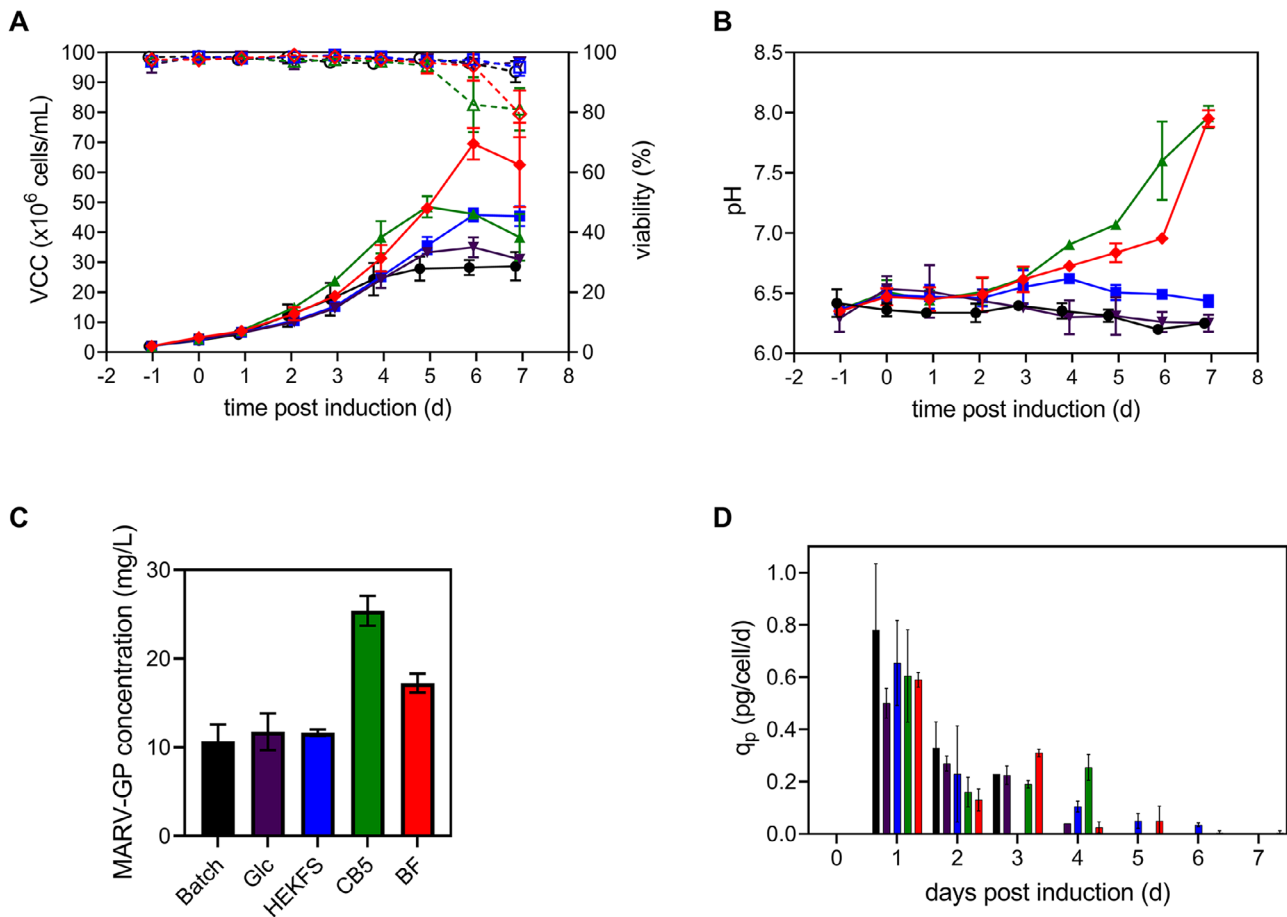 A
100
90
80
70
60
50
40
30
20
10
0
VCC (x10⁶ cells/mL)
100
80
60
40
20
0
viability (%)
-2 -1 0 1 2 3 4 5 6 7 8
time post induction (d)
B
8.5
8.0
7.5
7.0
6.5
6.0
pH
-2 -1 0 1 2 3 4 5 6 7 8
time post induction (d)
C
MARV-GP concentration (mg/L)
30
20
10
0
Batch
Glc
HEKFS
CB5
BF
D
1.0
0.8
0.6
0.4
0.2
0.0
qₚ (pg/cell/d)
0 1 2 3 4 5 6 7
days post induction (d)